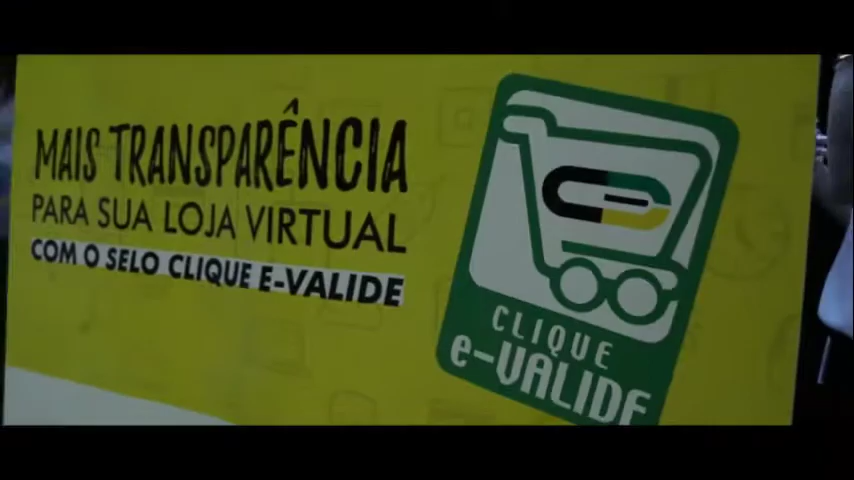 MAIS TRANSPARÊNCIA
PARA SUA LOJA VIRTUAL
COM O SELO CLIQUE E-VALIDE
CLIQUE
e-VALIDE